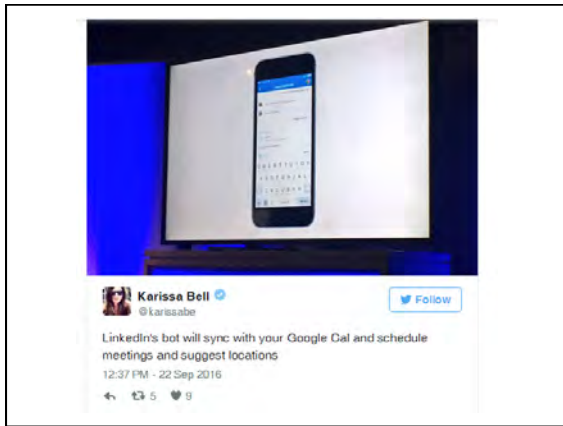 Karissa Bell
@karissabe
Follow
LinkedIn's bot will sync with your Google Cal and schedule
meetings and suggest locations
12:37 PM - 22 Sep 2016
5 9